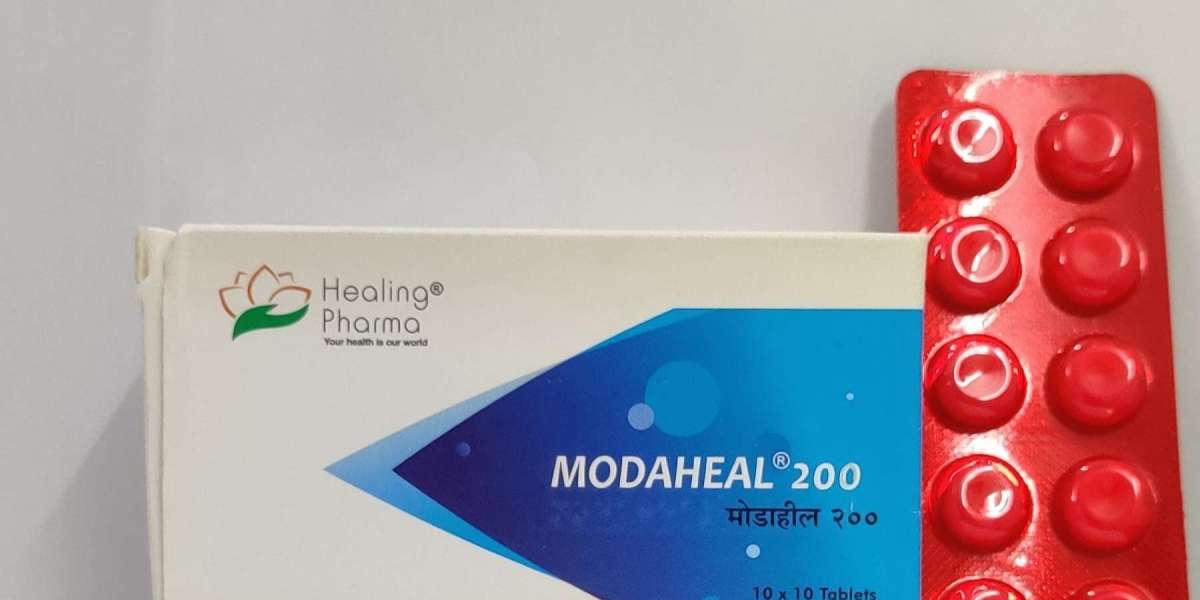 Healing®
Pharma
Your health is our world
MODAHEAL® 200
मोडाहील २००
10 x 10 Tablets